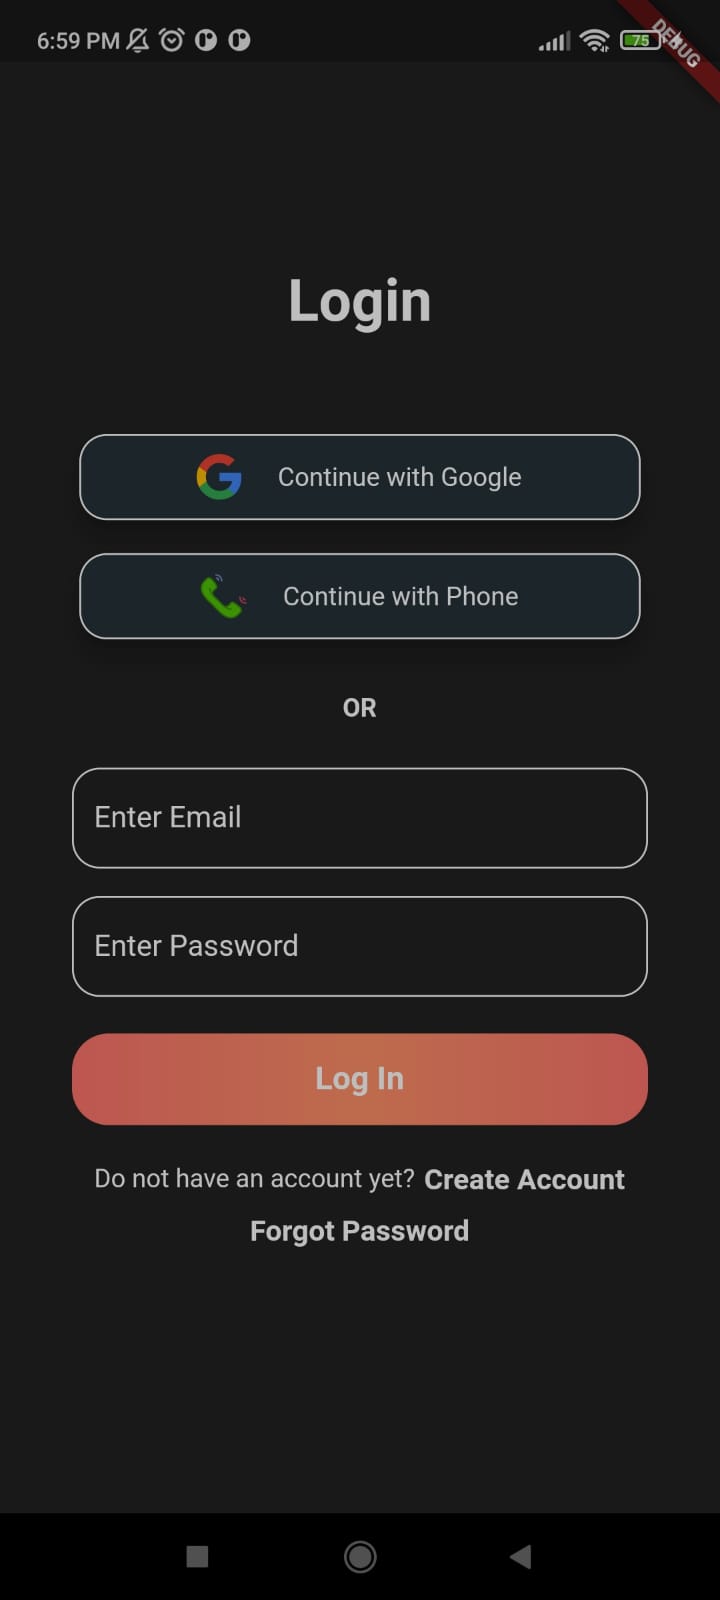 6:59 PM
75
DEBUG
Login
Continue with Google
Continue with Phone
OR
Enter Email
Enter Password
Log In
Do not have an account yet? Create Account
Forgot Password